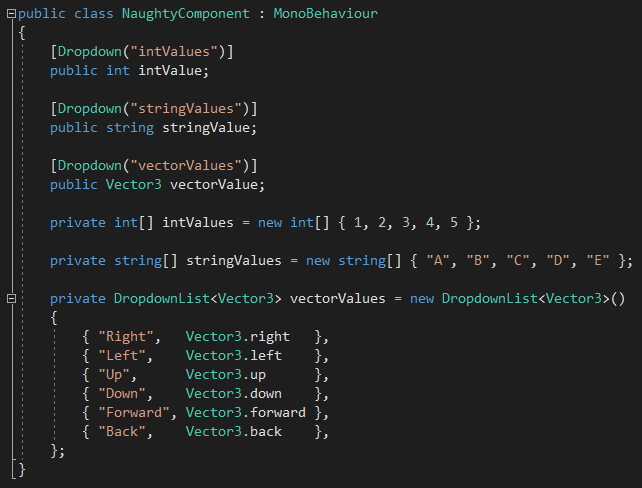 public class NaughtyComponent : MonoBehaviour
{
    [Dropdown("intValues")]
    public int intValue;

    [Dropdown("stringValues")]
    public string stringValue;

    [Dropdown("vectorValues")]
    public Vector3 vectorValue;

    private int[] intValues = new int[] { 1, 2, 3, 4, 5 };

    private string[] stringValues = new string[] { "A", "B", "C", "D", "E" };

    private DropdownList<Vector3> vectorValues = new DropdownList<Vector3>()
    {
        { "Right",   Vector3.right   },
        { "Left",    Vector3.left    },
        { "Up",      Vector3.up      },
        { "Down",    Vector3.down    },
        { "Forward", Vector3.forward },
        { "Back",    Vector3.back    },
    };
}